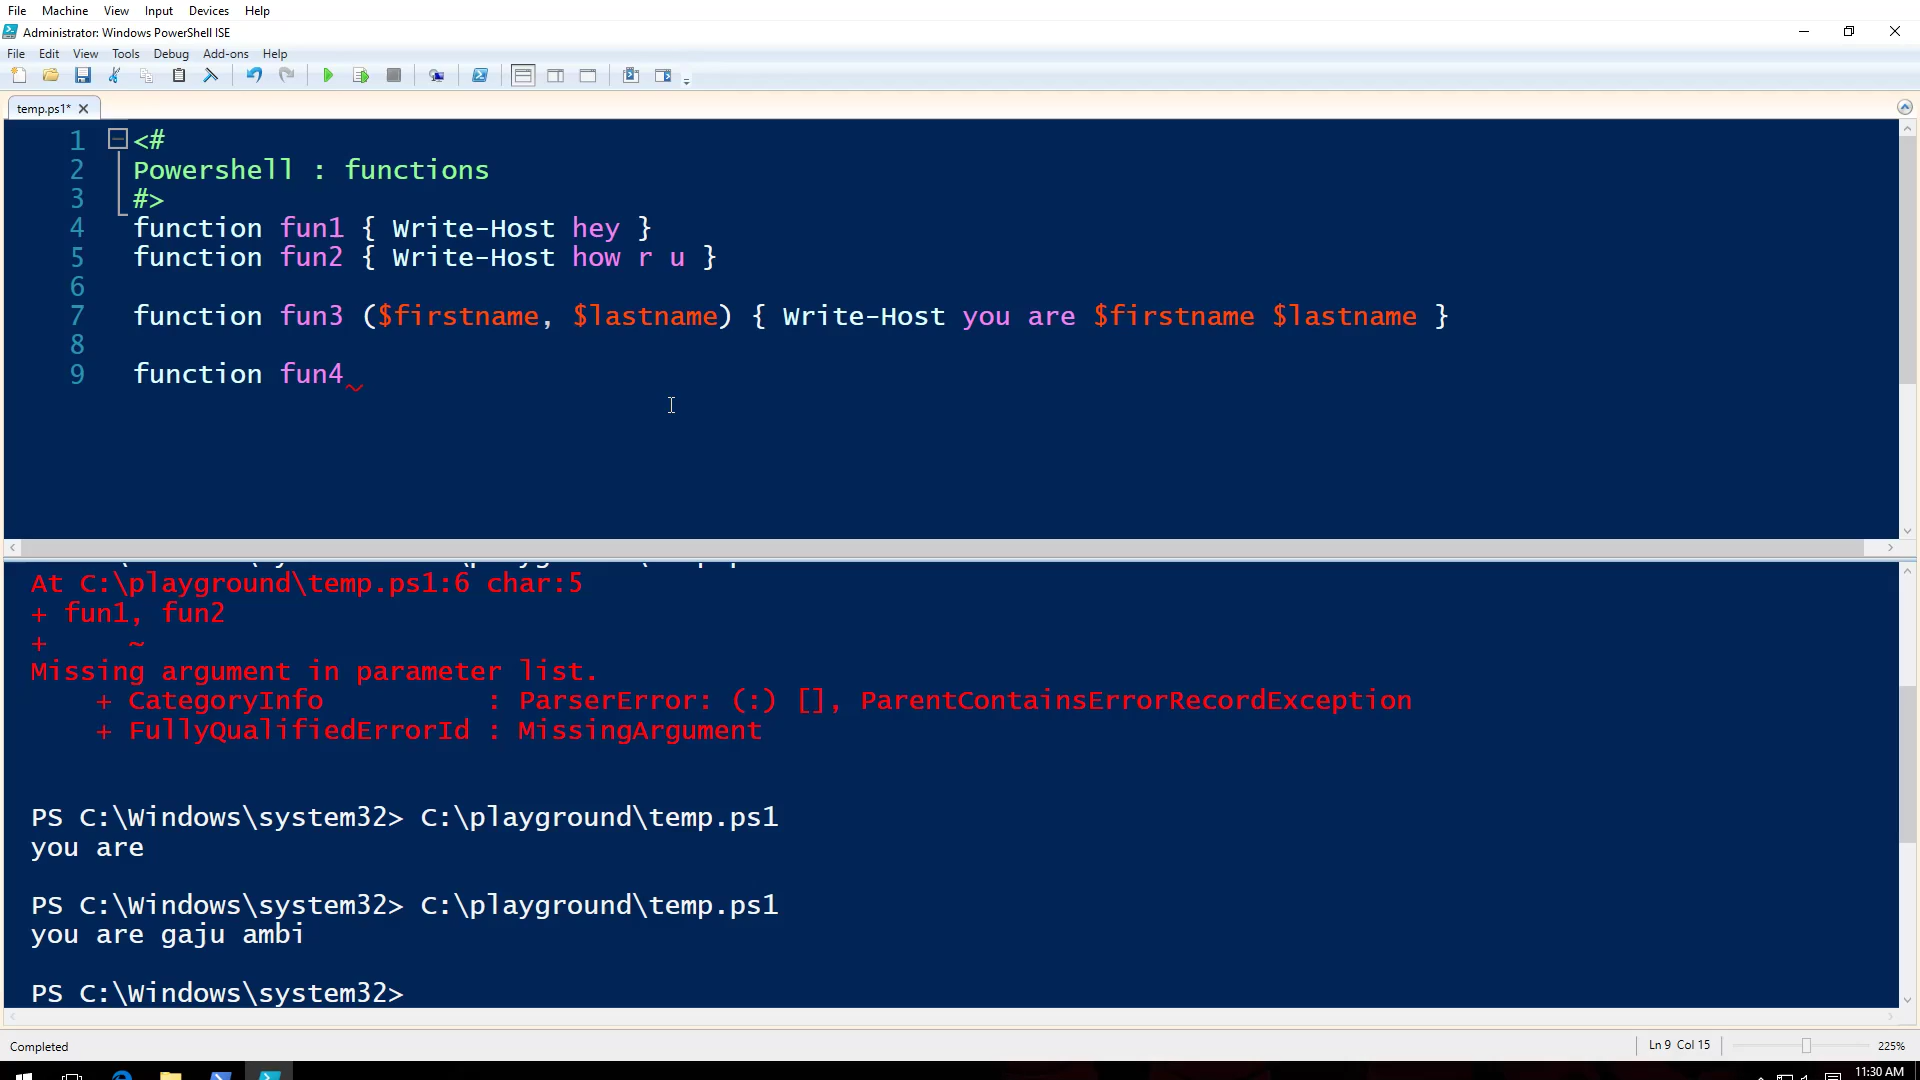 File Machine View Input Devices Help
Administrator: Windows PowerShell ISE
File Edit View Tools Debug Add-ons Help
temp.ps1*
1 <#
2 Powershell : functions
3 #>
4 function fun1 { Write-Host hey }
5 function fun2 { Write-Host how r u }
6
7 function fun3 ($firstname, $lastname) { Write-Host you are $firstname $lastname }
8
9 function fun4
At C:\playground\temp.ps1:6 char:5
+ fun1, fun2
+     ~
Missing argument in parameter list.
    + CategoryInfo          : ParserError: (:) [], ParentContainsErrorRecordException
    + FullyQualifiedErrorId : MissingArgument
PS C:\Windows\system32> C:\playground\temp.ps1
you are
PS C:\Windows\system32> C:\playground\temp.ps1
you are gaju ambi
PS C:\Windows\system32>
Completed
Ln 9 Col 15
225%
11:30 AM